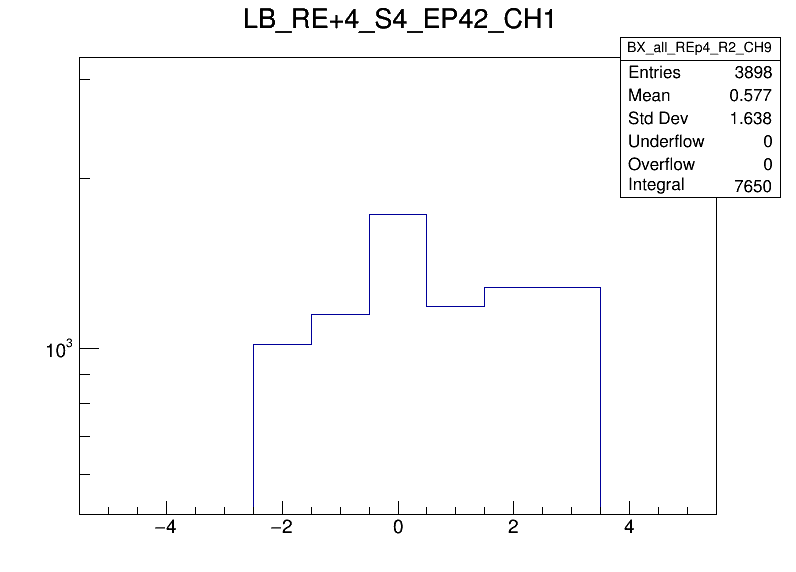 LB_RE+4_S4_EP42_CH1
BX_all_REp4_R2_CH9
Entries 3898
Mean 0.577
Std Dev 1.638
Underflow 0
Overflow 0
Integral 7650
10³
−4 −2 0 2 4